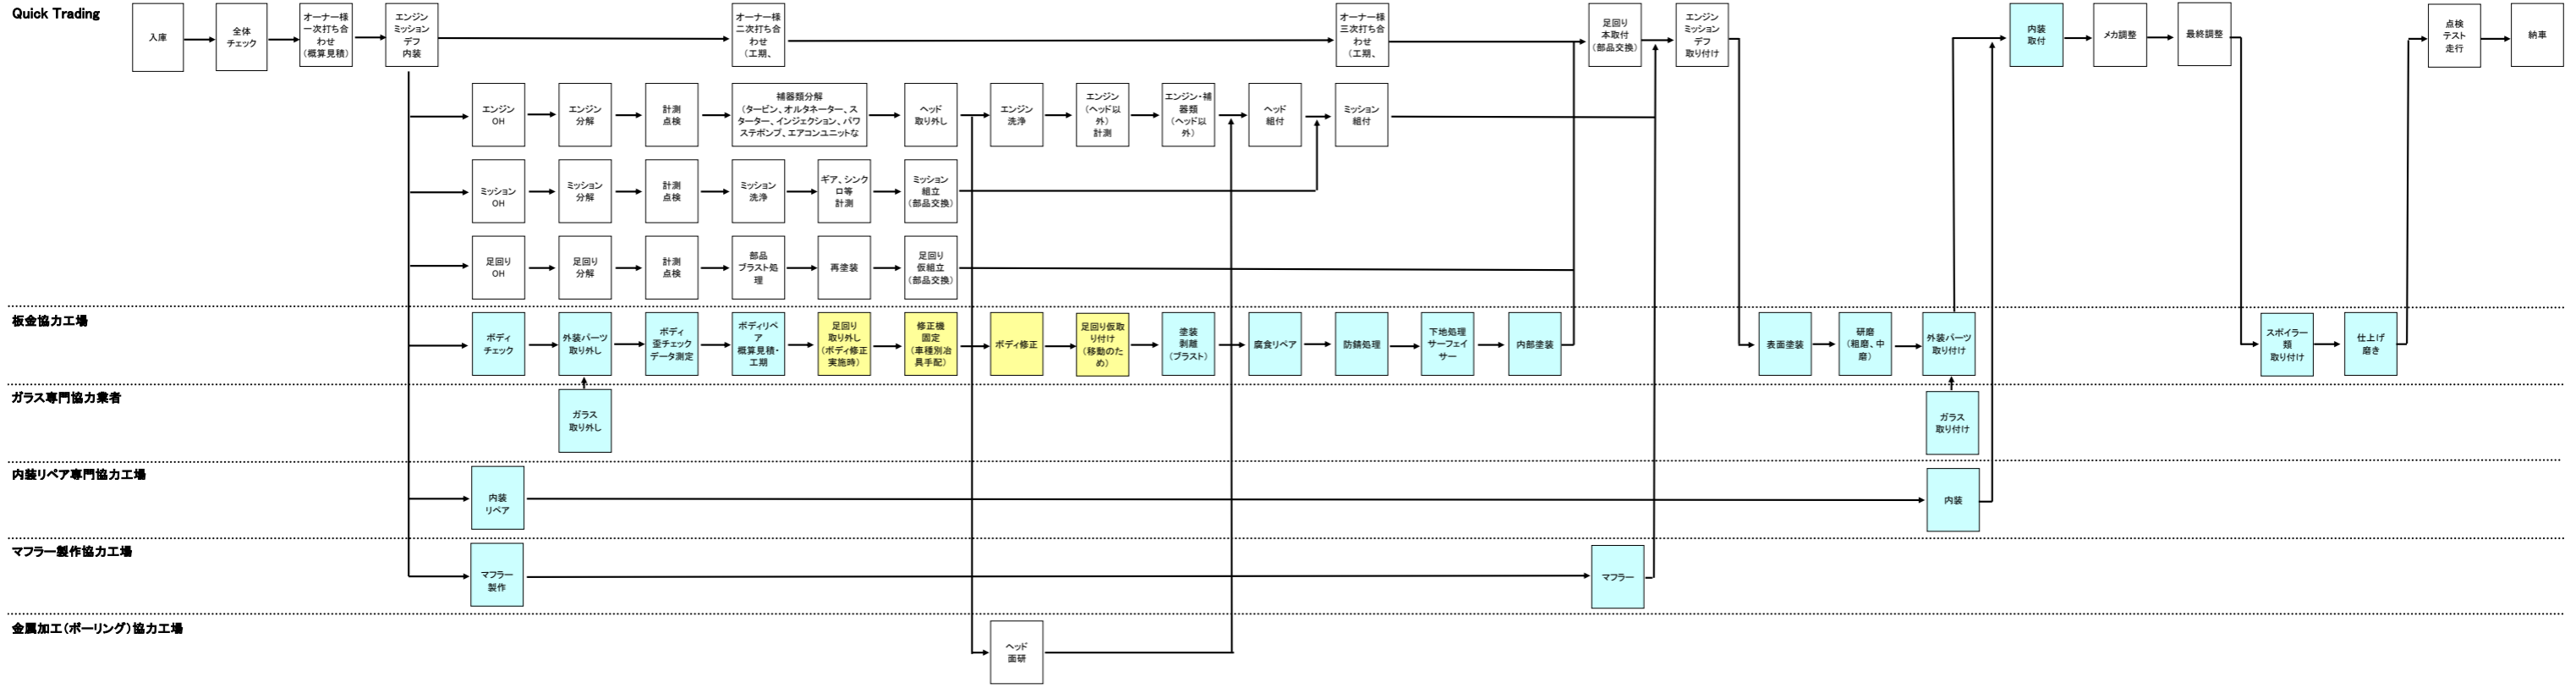 Quick Trading
入庫
全体
チェック
オーナー様
一次打ち合
わせ
（概算見積）
エンジン
ミッション
デフ
内装
オーナー様
二次打ち合
わせ
（工期、
オーナー様
三次打ち合
わせ
（工期、
足回り
本取付
（部品交換）
エンジン
ミッション
デフ
取り付け
内装
取付
メカ調整
最終調整
点検
テスト
走行
納車
エンジン
OH
エンジン
分解
計測
点検
補器類分解
（タービン、オルタネーター、ス
ターター、インジェクション、パワ
ステポンプ、エアコンユニットな
ヘッド
取り外し
エンジン
洗浄
エンジン
（ヘッド以
外）
計測
エンジン・補
器類
（ヘッド以
外）
ヘッド
組付
ミッション
組付
ミッション
OH
ミッション
分解
計測
点検
ミッション
洗浄
ギア、シンク
ロ等
計測
ミッション
組立
（部品交換）
足回り
OH
足回り
分解
計測
点検
部品
ブラスト処
理
再塗装
足回り
仮組立
（部品交換）
板金協力工場
ボディ
チェック
外装パーツ
取り外し
ボディ
歪チェック
データ測定
ボディリペ
ア
概算見積・
工期
足回り
取り外し
（ボディ修正
実施時）
修正機
固定
（車種別冶
具手配）
ボディ修正
足回り仮取
り付け
（移動のた
め）
塗装
剥離
（ブラスト）
腐食リペア
防錆処理
下地処理
サーフェイ
サー
内部塗装
表面塗装
研磨
（粗磨、中
磨）
外装パーツ
取り付け
スポイラー
類
取り付け
仕上げ
磨き
ガラス専門協力業者
ガラス
取り外し
ガラス
取り付け
内装リペア専門協力工場
内装
リペア
内装
マフラー製作協力工場
マフラー
製作
マフラー
金属加工（ボーリング）協力工場
ヘッド
面研